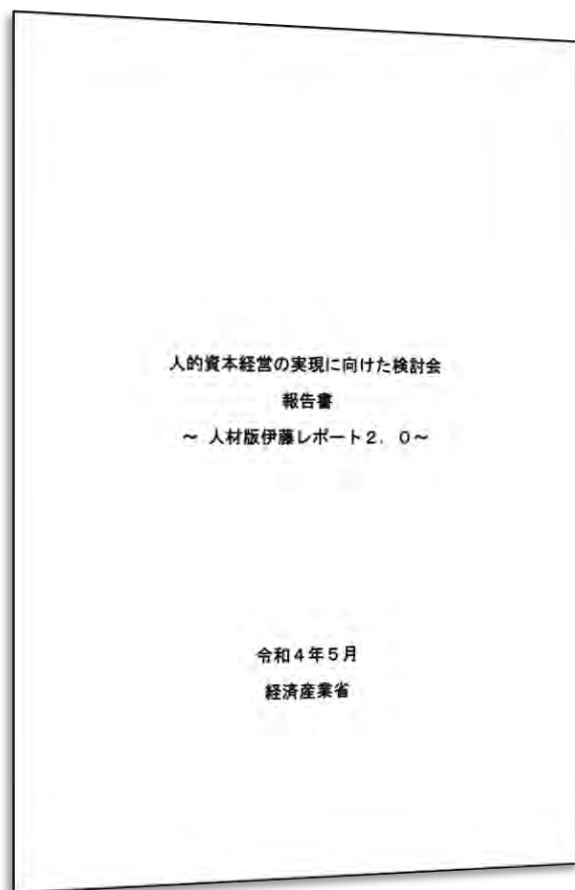 人的資本経営の実現に向けた検討会
報告書
～ 人材版伊藤レポート２．０～
令和４年５月
経済産業省